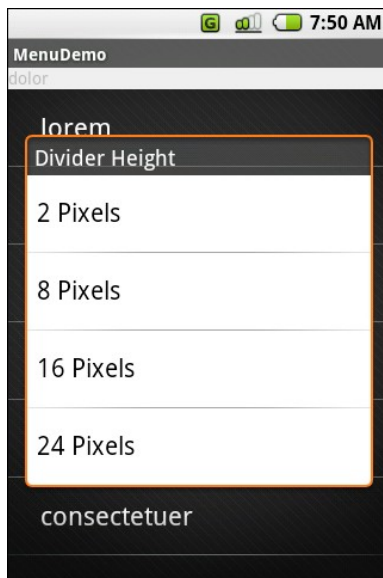 G 7:50 AM
MenuDemo
dolor
lorem
Divider Height
2 Pixels
8 Pixels
16 Pixels
24 Pixels
consectetuer